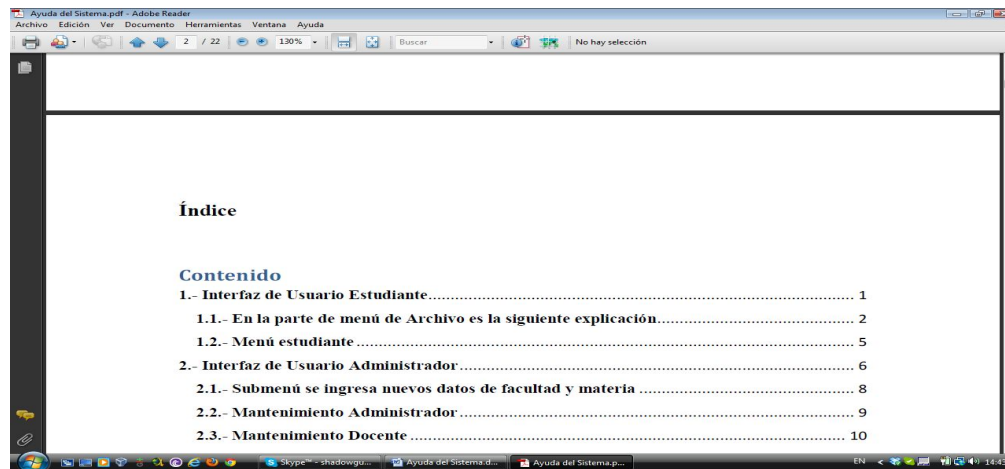 Ayuda del Sistema.pdf - Adobe Reader
Archivo Edición Ver Documento Herramientas Ventana Ayuda
2 / 22 130% Buscar No hay selección
Índice
Contenido
1.- Interfaz de Usuario Estudiante 1
1.1.- En la parte de menú de Archivo es la siguiente explicación 2
1.2.- Menú estudiante 5
2.- Interfaz de Usuario Administrador 6
2.1.- Submenú se ingresa nuevos datos de facultad y materia 8
2.2.- Mantenimiento Administrador 9
2.3.- Mantenimiento Docente 10
Skype™ - shadowgu... Ayuda del Sistema.d... Ayuda del Sistema.p... EN